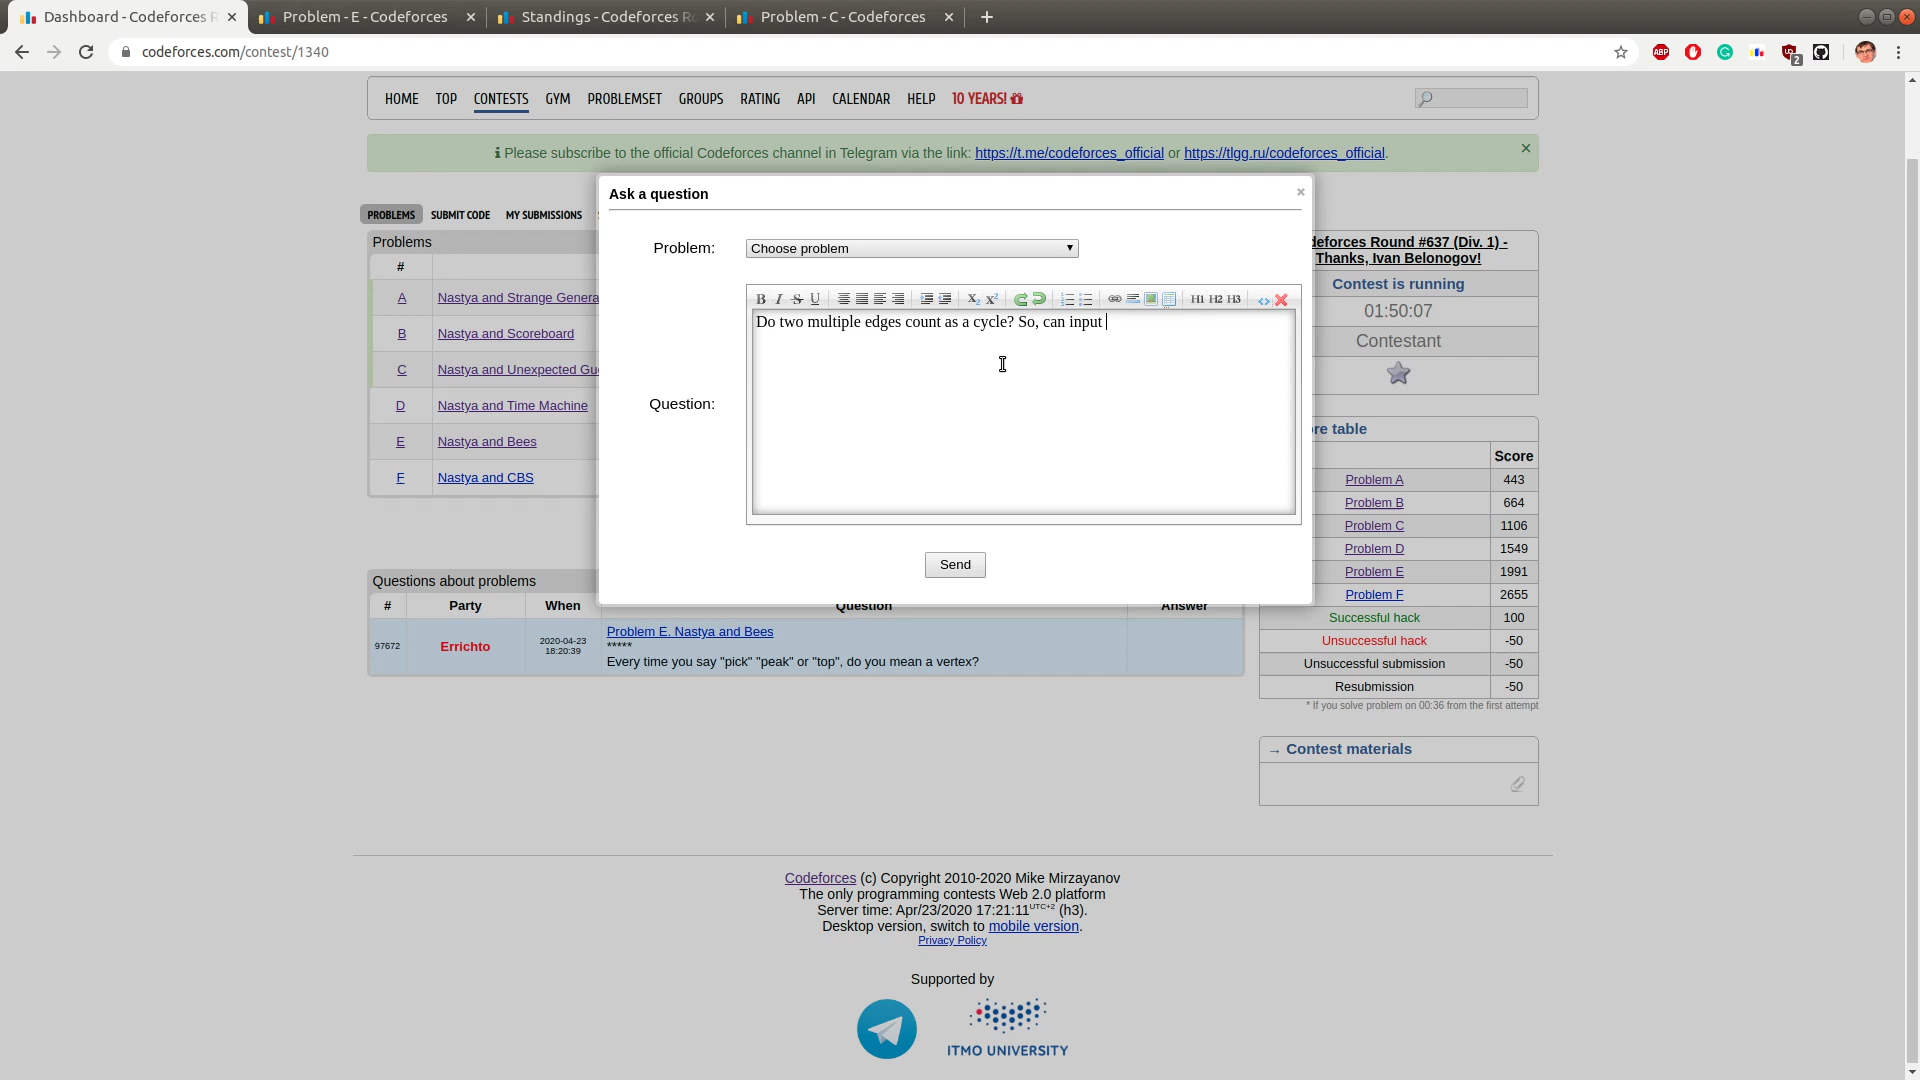 Dashboard - Codeforces R
Problem - E - Codeforces
Standings - Codeforces Ro
Problem - C - Codeforces
codeforces.com/contest/1340
ABP
2
HOME TOP CONTESTS GYM PROBLEMSET GROUPS RATING API CALENDAR HELP 10 YEARS!
Please subscribe to the official Codeforces channel in Telegram via the link: https://t.me/codeforces_official or https://tlgg.ru/codeforces_official.
PROBLEMS SUBMIT CODE MY SUBMISSIONS
Problems
#
A Nastya and Strange Genera
B Nastya and Scoreboard
C Nastya and Unexpected Gu
D Nastya and Time Machine
E Nastya and Bees
F Nastya and CBS
Ask a question
Problem: Choose problem
B I S U X2 X2 H1 H2 H3
Do two multiple edges count as a cycle? So, can input
Question:
Send
deforces Round #637 (Div. 1) -
Thanks, Ivan Belonogov!
Contest is running
01:50:07
Contestant
re table
Score
Problem A 443
Problem B 664
Problem C 1106
Problem D 1549
Problem E 1991
Problem F 2655
Successful hack 100
Unsuccessful hack -50
Unsuccessful submission -50
Resubmission -50
* If you solve problem on 00:36 from the first attempt
→ Contest materials
Questions about problems
# Party When Question Answer
97672 Errichto 2020-04-23 18:20:39
Problem E. Nastya and Bees
*****
Every time you say "pick" "peak" or "top", do you mean a vertex?
Codeforces (c) Copyright 2010-2020 Mike Mirzayanov
The only programming contests Web 2.0 platform
Server time: Apr/23/2020 17:21:11UTC+2 (h3).
Desktop version, switch to mobile version.
Privacy Policy
Supported by
ITMO UNIVERSITY